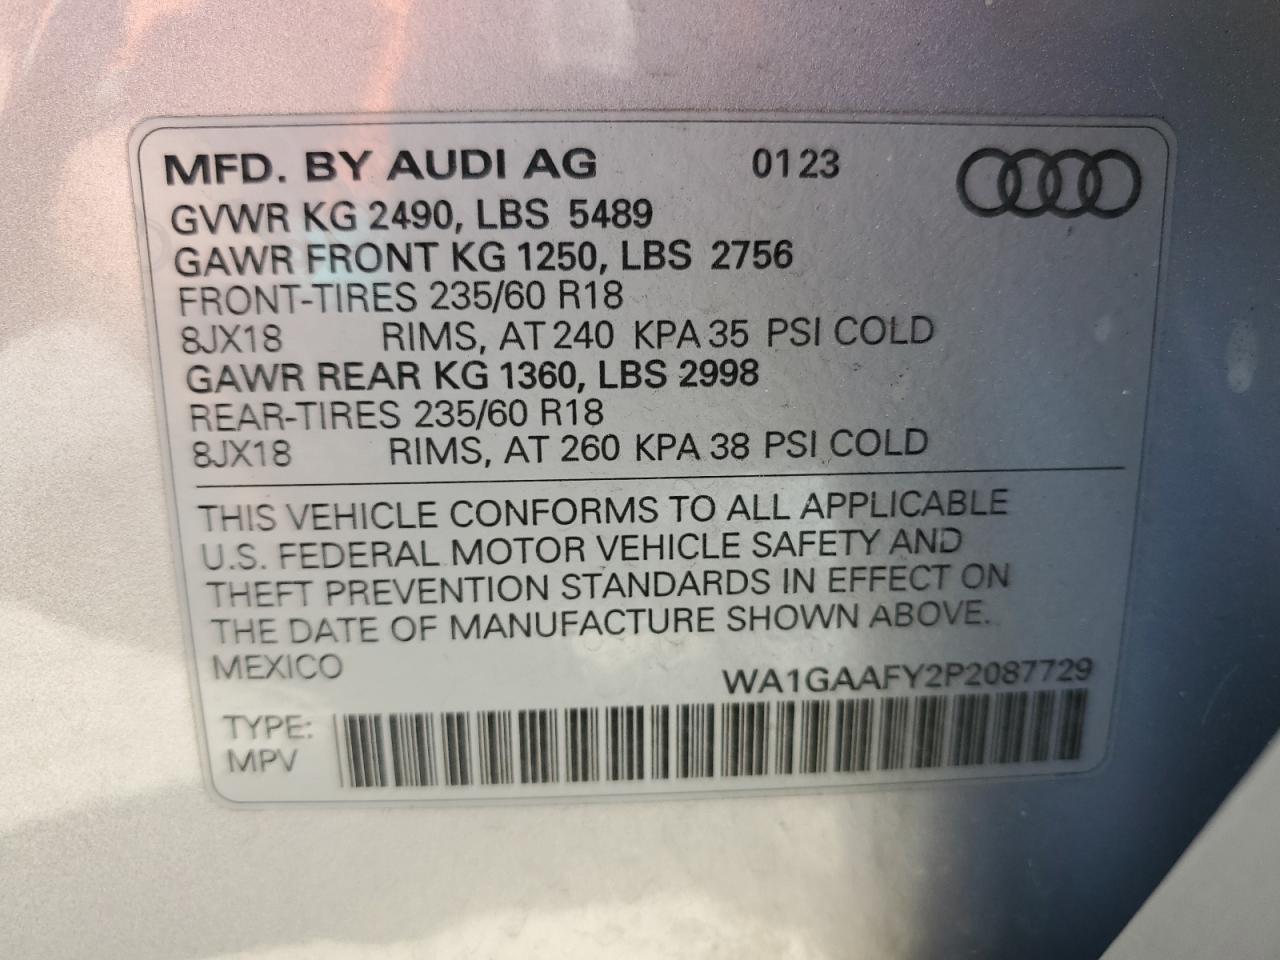 MFD. BY AUDI AG 0123
GVWR KG 2490, LBS 5489
GAWR FRONT KG 1250, LBS 2756
FRONT-TIRES 235/60 R18
8JX18 RIMS, AT 240 KPA 35 PSI COLD
GAWR REAR KG 1360, LBS 2998
REAR-TIRES 235/60 R18
8JX18 RIMS, AT 260 KPA 38 PSI COLD
THIS VEHICLE CONFORMS TO ALL APPLICABLE
U.S. FEDERAL MOTOR VEHICLE SAFETY AND
THEFT PREVENTION STANDARDS IN EFFECT ON
THE DATE OF MANUFACTURE SHOWN ABOVE.
MEXICO WA1GAAFY2P2087729
TYPE:
MPV